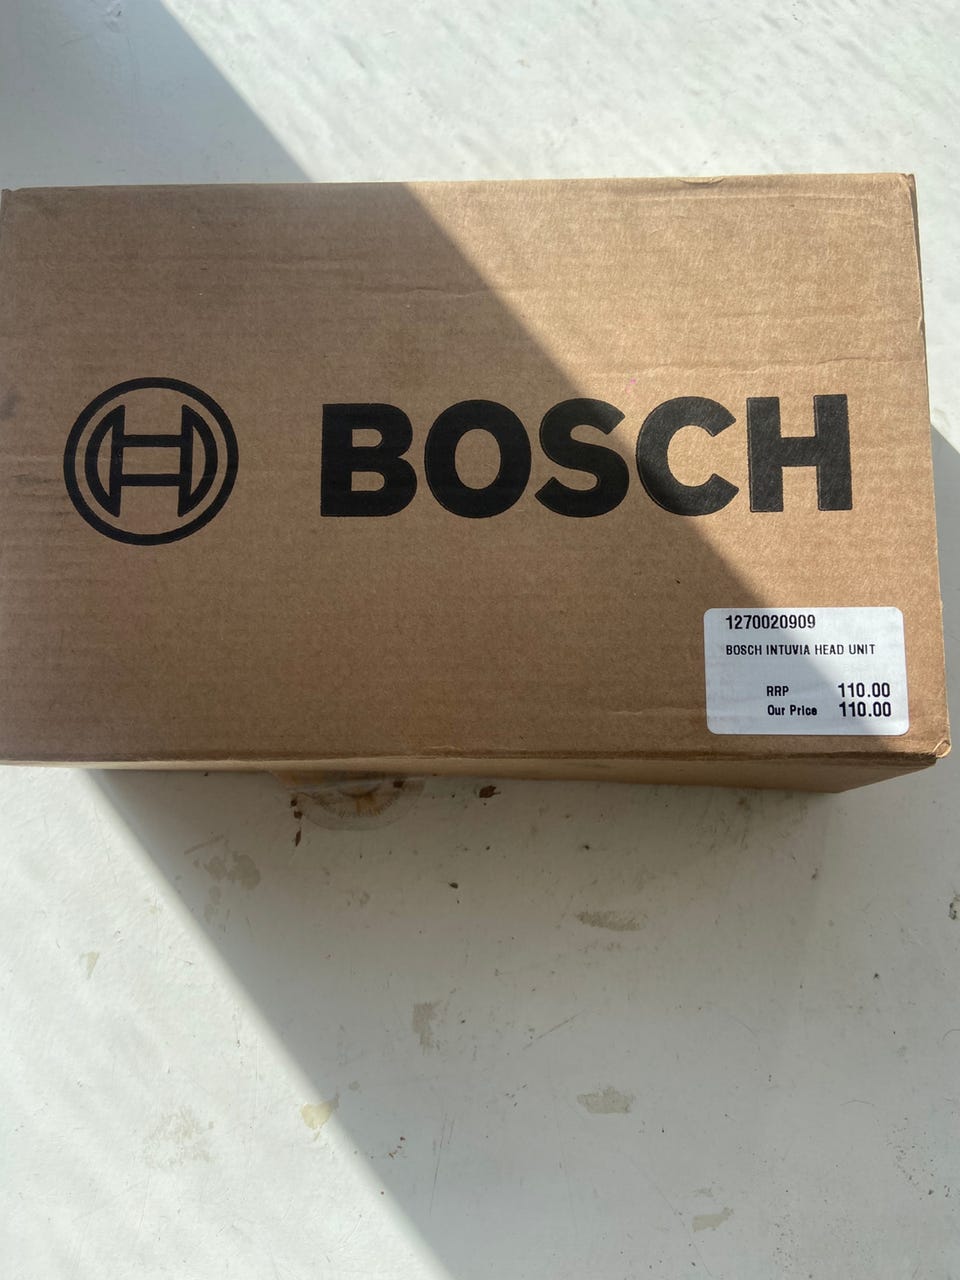 BOSCH
1270020909
BOSCH INTUVIA HEAD UNIT
RRP 110.00
Our Price 110.00